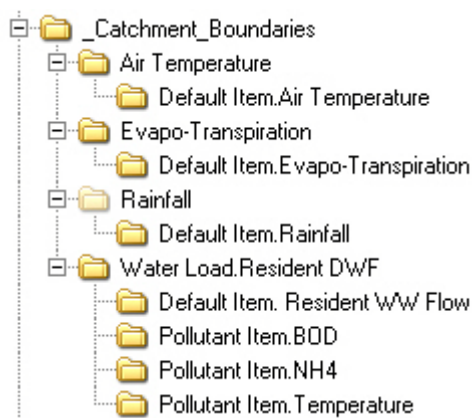 _Catchment_Boundaries
Air Temperature
Default Item.Air Temperature
Evapo-Transpiration
Default Item.Evapo-Transpiration
Rainfall
Default Item.Rainfall
Water Load.Resident DWF
Default Item. Resident WW Flow
Pollutant Item.BOD
Pollutant Item.NH4
Pollutant Item.Temperature